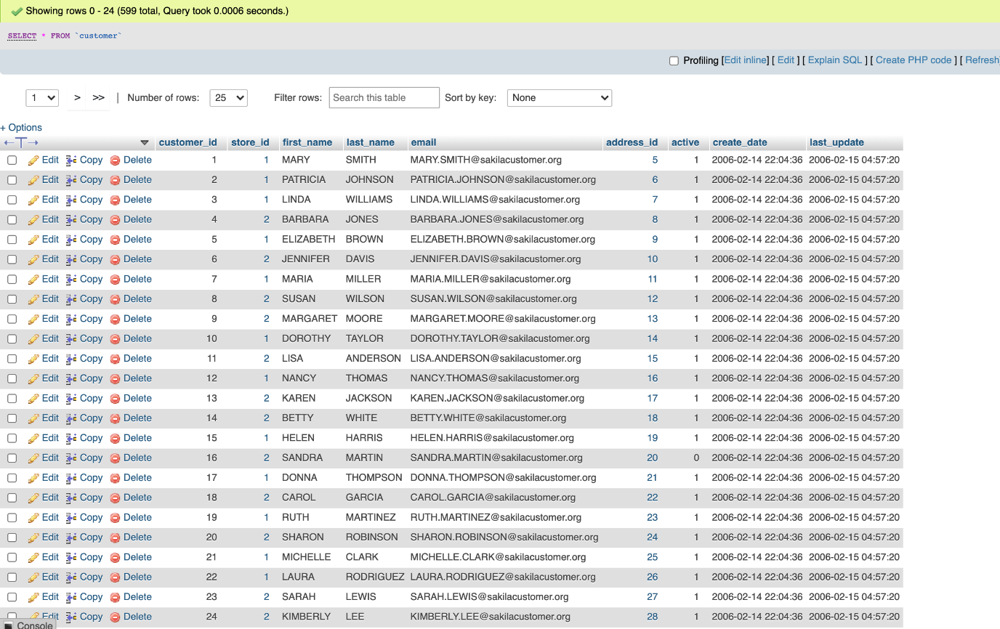 Showing rows 0 - 24 (599 total, Query took 0.0006 seconds.)
SELECT * FROM `customer`
Profiling [Edit inline] [ Edit ] [ Explain SQL ] [ Create PHP code ] [ Refresh]
1 > >> | Number of rows: 25 Filter rows: Search this table Sort by key: None
+ Options
←T→ customer_id store_id first_name last_name email address_id active create_date last_update
Edit Copy Delete 1 1 MARY SMITH MARY.SMITH@sakilacustomer.org 5 1 2006-02-14 22:04:36 2006-02-15 04:57:20
Edit Copy Delete 2 1 PATRICIA JOHNSON PATRICIA.JOHNSON@sakilacustomer.org 6 1 2006-02-14 22:04:36 2006-02-15 04:57:20
Edit Copy Delete 3 1 LINDA WILLIAMS LINDA.WILLIAMS@sakilacustomer.org 7 1 2006-02-14 22:04:36 2006-02-15 04:57:20
Edit Copy Delete 4 2 BARBARA JONES BARBARA.JONES@sakilacustomer.org 8 1 2006-02-14 22:04:36 2006-02-15 04:57:20
Edit Copy Delete 5 1 ELIZABETH BROWN ELIZABETH.BROWN@sakilacustomer.org 9 1 2006-02-14 22:04:36 2006-02-15 04:57:20
Edit Copy Delete 6 2 JENNIFER DAVIS JENNIFER.DAVIS@sakilacustomer.org 10 1 2006-02-14 22:04:36 2006-02-15 04:57:20
Edit Copy Delete 7 1 MARIA MILLER MARIA.MILLER@sakilacustomer.org 11 1 2006-02-14 22:04:36 2006-02-15 04:57:20
Edit Copy Delete 8 2 SUSAN WILSON SUSAN.WILSON@sakilacustomer.org 12 1 2006-02-14 22:04:36 2006-02-15 04:57:20
Edit Copy Delete 9 2 MARGARET MOORE MARGARET.MOORE@sakilacustomer.org 13 1 2006-02-14 22:04:36 2006-02-15 04:57:20
Edit Copy Delete 10 1 DOROTHY TAYLOR DOROTHY.TAYLOR@sakilacustomer.org 14 1 2006-02-14 22:04:36 2006-02-15 04:57:20
Edit Copy Delete 11 2 LISA ANDERSON LISA.ANDERSON@sakilacustomer.org 15 1 2006-02-14 22:04:36 2006-02-15 04:57:20
Edit Copy Delete 12 1 NANCY THOMAS NANCY.THOMAS@sakilacustomer.org 16 1 2006-02-14 22:04:36 2006-02-15 04:57:20
Edit Copy Delete 13 2 KAREN JACKSON KAREN.JACKSON@sakilacustomer.org 17 1 2006-02-14 22:04:36 2006-02-15 04:57:20
Edit Copy Delete 14 2 BETTY WHITE BETTY.WHITE@sakilacustomer.org 18 1 2006-02-14 22:04:36 2006-02-15 04:57:20
Edit Copy Delete 15 1 HELEN HARRIS HELEN.HARRIS@sakilacustomer.org 19 1 2006-02-14 22:04:36 2006-02-15 04:57:20
Edit Copy Delete 16 2 SANDRA MARTIN SANDRA.MARTIN@sakilacustomer.org 20 0 2006-02-14 22:04:36 2006-02-15 04:57:20
Edit Copy Delete 17 1 DONNA THOMPSON DONNA.THOMPSON@sakilacustomer.org 21 1 2006-02-14 22:04:36 2006-02-15 04:57:20
Edit Copy Delete 18 2 CAROL GARCIA CAROL.GARCIA@sakilacustomer.org 22 1 2006-02-14 22:04:36 2006-02-15 04:57:20
Edit Copy Delete 19 1 RUTH MARTINEZ RUTH.MARTINEZ@sakilacustomer.org 23 1 2006-02-14 22:04:36 2006-02-15 04:57:20
Edit Copy Delete 20 2 SHARON ROBINSON SHARON.ROBINSON@sakilacustomer.org 24 1 2006-02-14 22:04:36 2006-02-15 04:57:20
Edit Copy Delete 21 1 MICHELLE CLARK MICHELLE.CLARK@sakilacustomer.org 25 1 2006-02-14 22:04:36 2006-02-15 04:57:20
Edit Copy Delete 22 1 LAURA RODRIGUEZ LAURA.RODRIGUEZ@sakilacustomer.org 26 1 2006-02-14 22:04:36 2006-02-15 04:57:20
Edit Copy Delete 23 2 SARAH LEWIS SARAH.LEWIS@sakilacustomer.org 27 1 2006-02-14 22:04:36 2006-02-15 04:57:20
Edit Copy Delete 24 2 KIMBERLY LEE KIMBERLY.LEE@sakilacustomer.org 28 1 2006-02-14 22:04:36 2006-02-15 04:57:20
Console